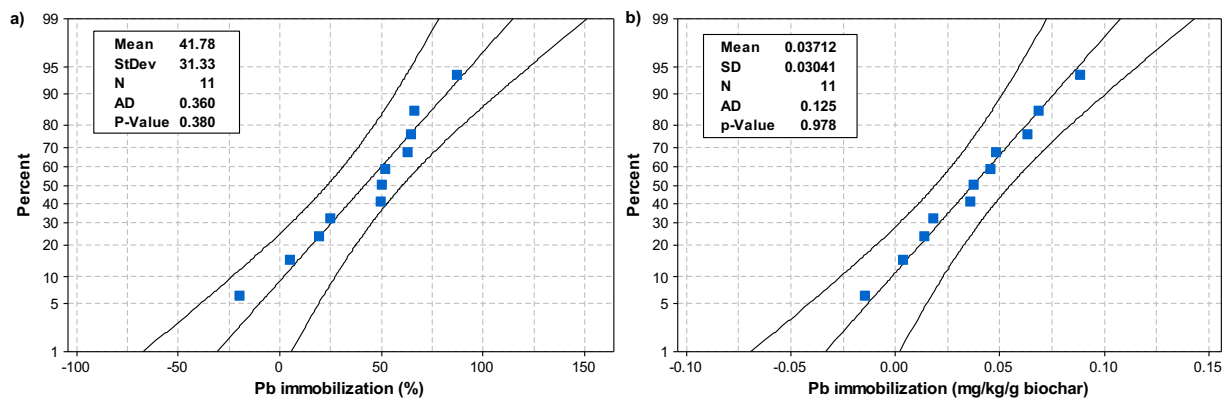 a)
Percent
99
95
90
80
70
60
50
40
30
20
10
5
1
Mean 41.78
StDev 31.33
N 11
AD 0.360
P-Value 0.380
-100 -50 0 50 100 150
Pb immobilization (%)
b)
Percent
99
95
90
80
70
60
50
40
30
20
10
5
1
Mean 0.03712
SD 0.03041
N 11
AD 0.125
p-Value 0.978
-0.10 -0.05 0.00 0.05 0.10 0.15
Pb immobilization (mg/kg/g biochar)